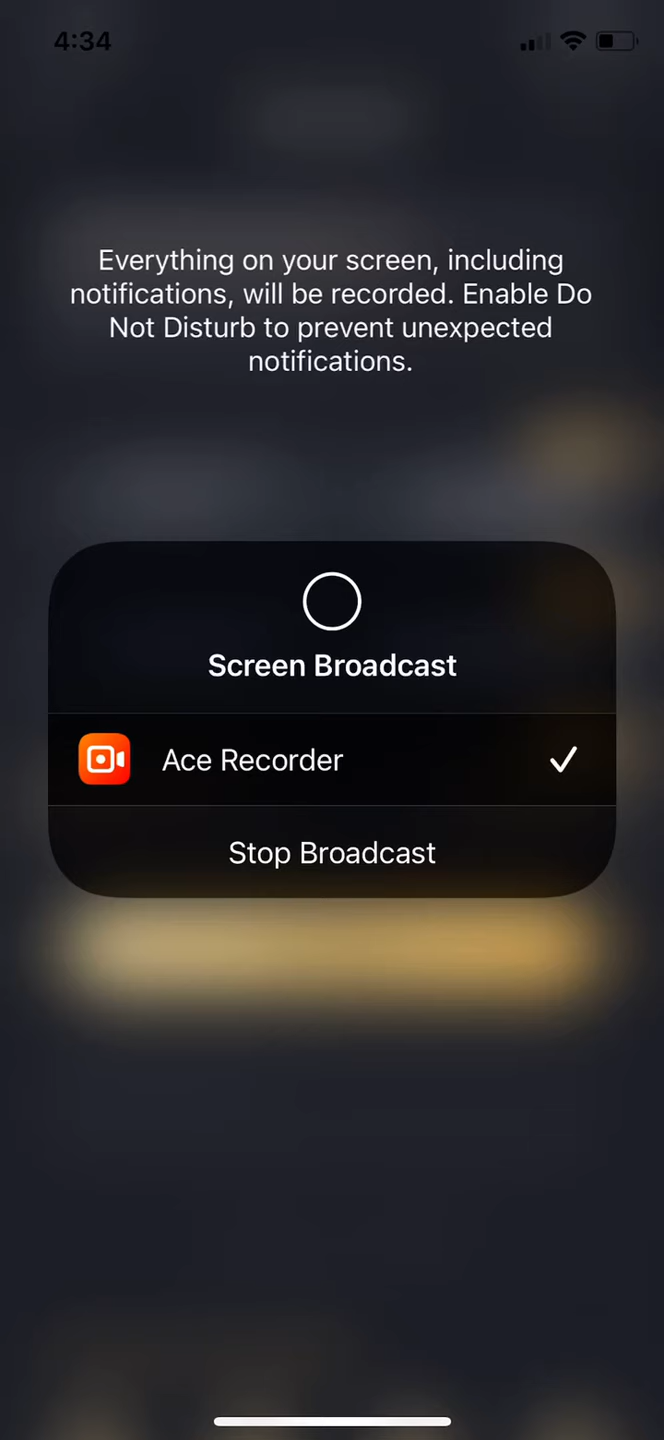 4:34
Everything on your screen, including
notifications, will be recorded. Enable Do
Not Disturb to prevent unexpected
notifications.
Screen Broadcast
Ace Recorder
Stop Broadcast